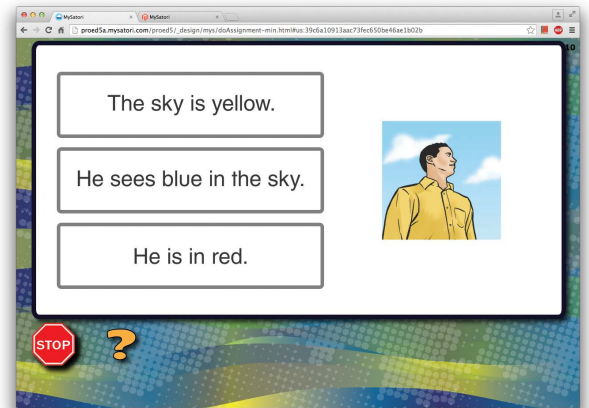 MySatori
MySatori
proed5a.mysatori.com/proed5/_design/mys/doAssignment-min.html#us:39c6a10913aac73fec650be46ae1b02b
10
The sky is yellow.
He sees blue in the sky.
He is in red.
STOP
?